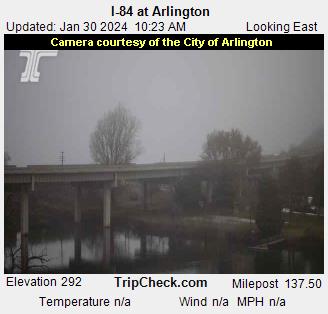 I-84 at Arlington
Updated: Jan 30 2024 10:23 AM Looking East
Camera courtesy of the City of Arlington
Elevation 292 TripCheck.com Milepost 137.50
Temperature n/a Wind n/a MPH n/a